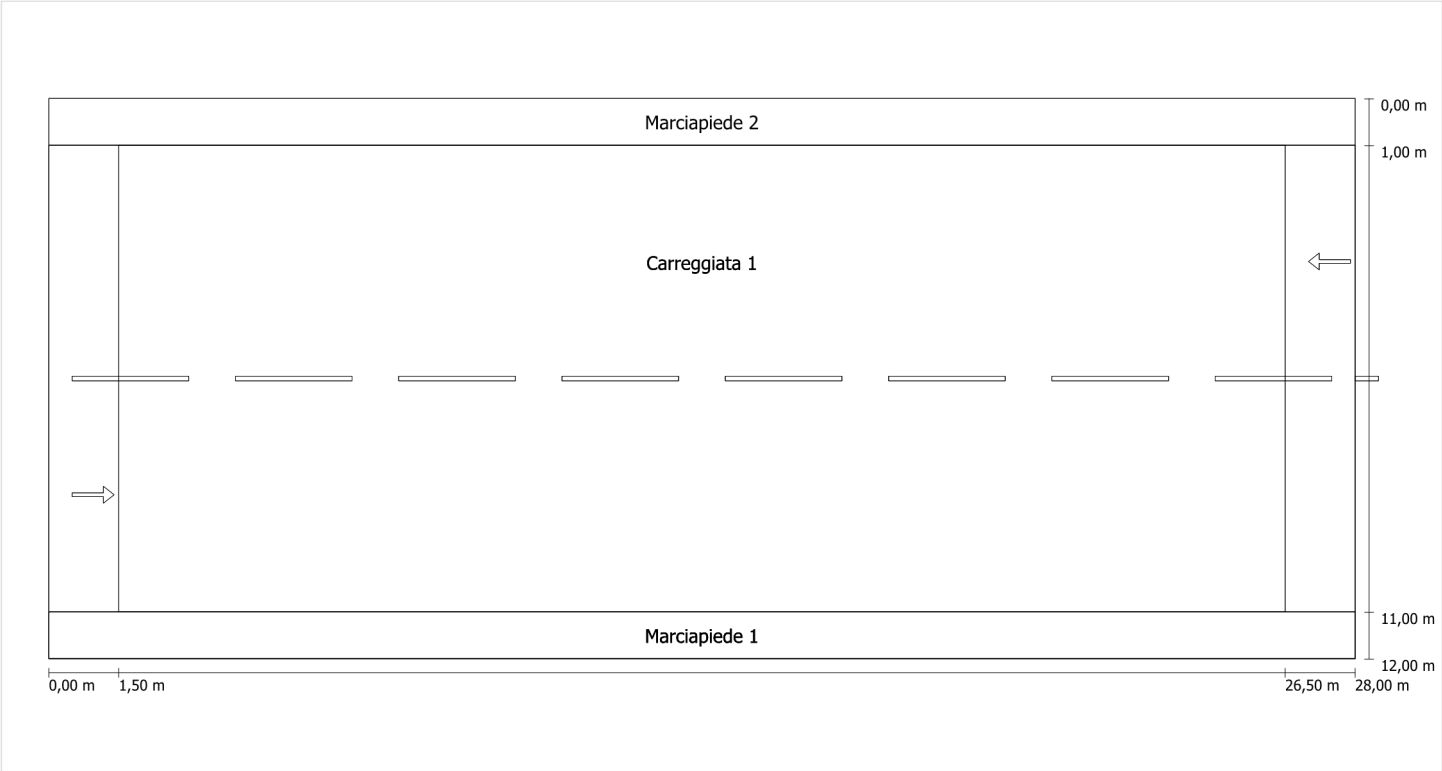 0,00 m
Marciapiede 2
1,00 m
Carreggiata 1
11,00 m
Marciapiede 1
12,00 m
0,00 m 1,50 m 26,50 m 28,00 m